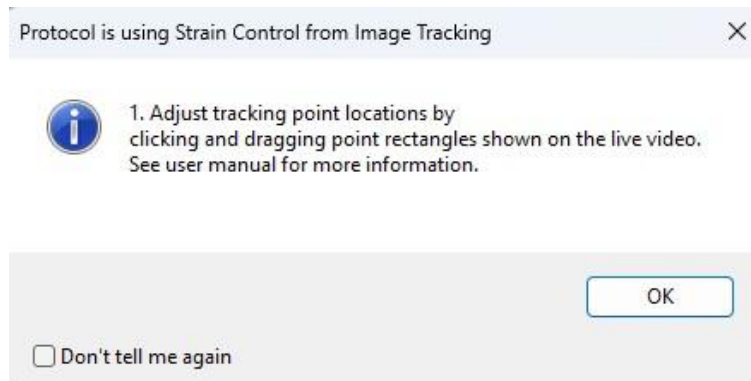 Protocol is using Strain Control from Image Tracking
1. Adjust tracking point locations by
clicking and dragging point rectangles shown on the live video.
See user manual for more information.
OK
Don't tell me again